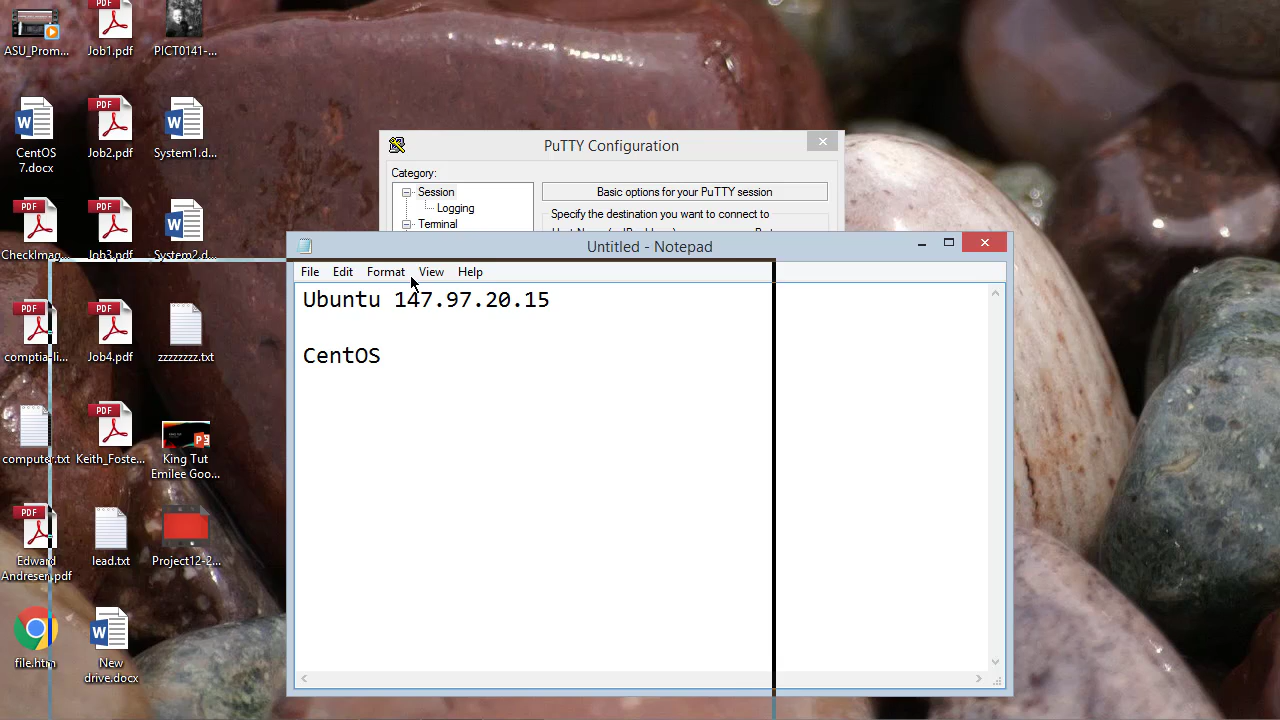 ASU_Prom...
Job1.pdf
PICT0141-...
CentOS
7.docx
Job2.pdf
System1.d...
CheckImag...
Job3.pdf
System2.d...
comptia-li...
Job4.pdf
zzzzzzzz.txt
computer.txt
Keith_Foste...
King Tut
Emilee Goo...
Edward
Andresen.pdf
lead.txt
Project12-2...
file.htm
New
drive.docx
PuTTY Configuration
Category:
Session
Logging
Terminal
Basic options for your PuTTY session
Specify the destination you want to connect to
Untitled - Notepad
File Edit Format View Help
Ubuntu 147.97.20.15
CentOS